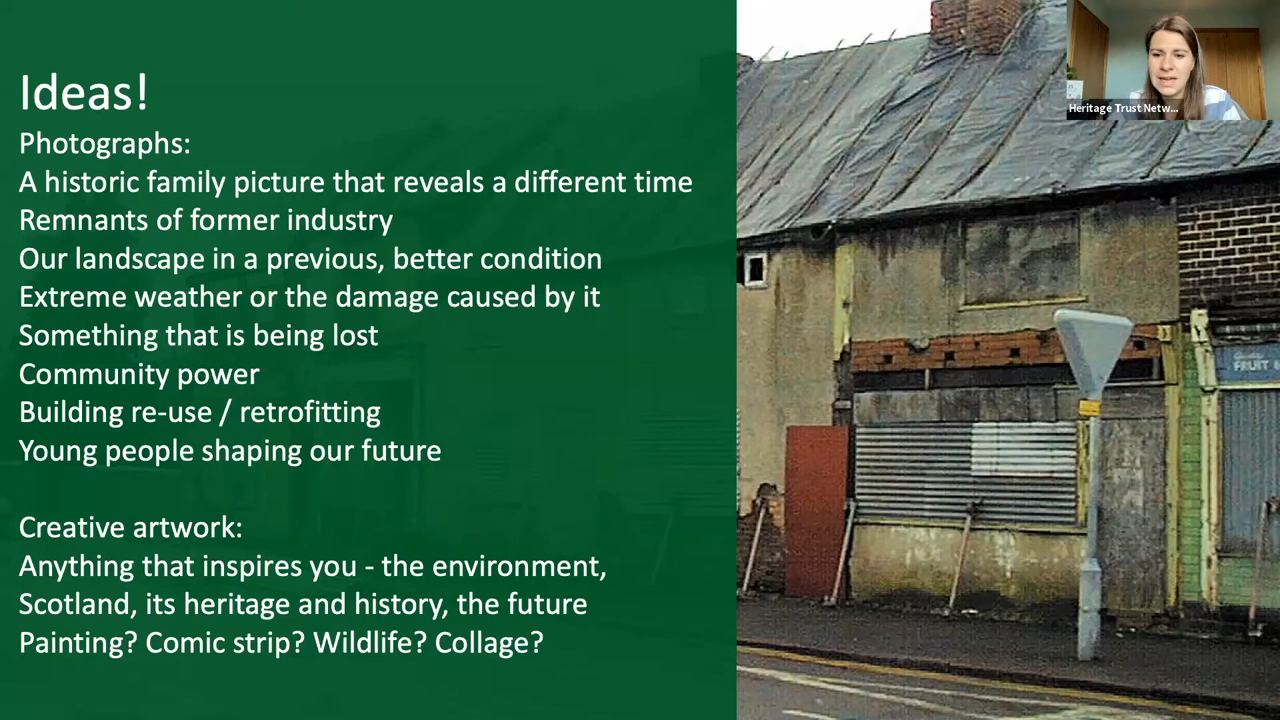 Ideas!
Photographs:
A historic family picture that reveals a different time
Remnants of former industry
Our landscape in a previous, better condition
Extreme weather or the damage caused by it
Something that is being lost
Community power
Building re-use / retrofitting
Young people shaping our future
Creative artwork:
Anything that inspires you - the environment,
Scotland, its heritage and history, the future
Painting? Comic strip? Wildlife? Collage?
Heritage Trust Netw...
FRUIT